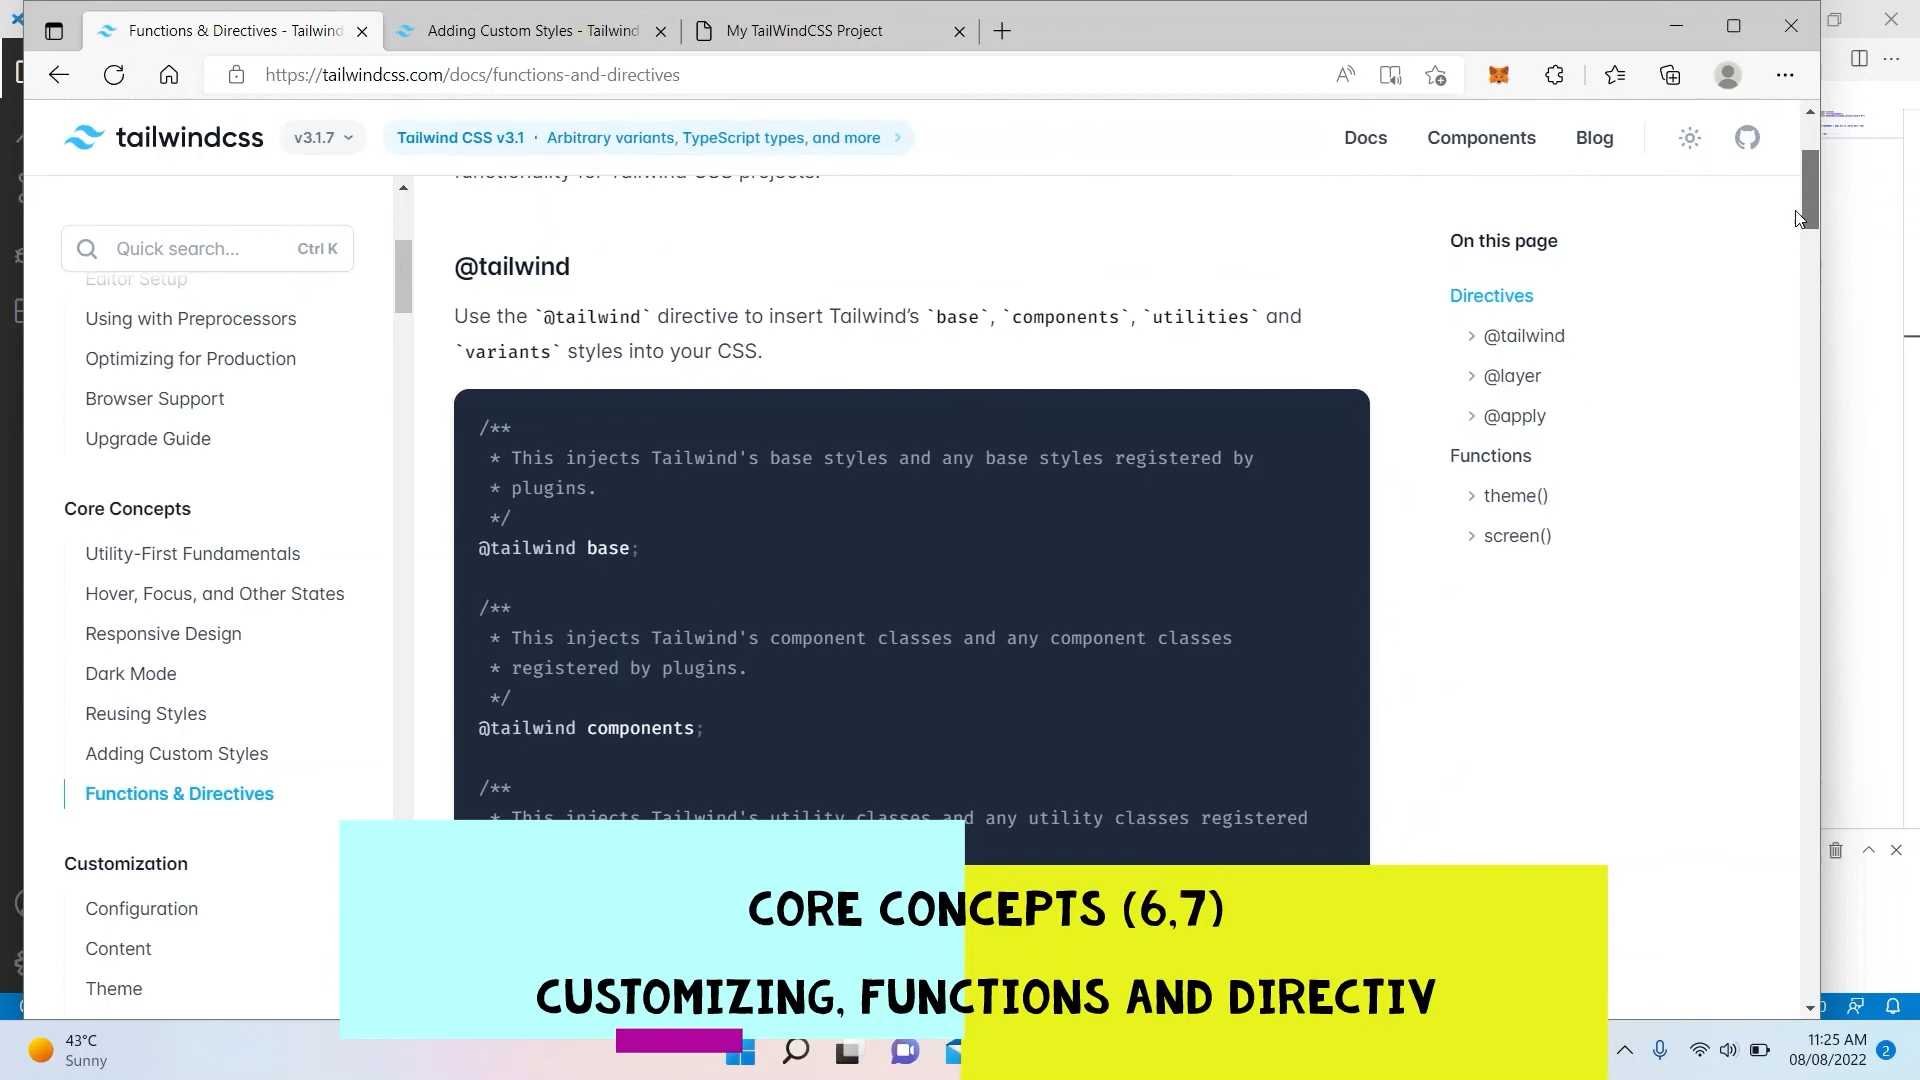 Functions & Directives - Tailwind
Adding Custom Styles - Tailwind
My TailWindCSS Project
https://tailwindcss.com/docs/functions-and-directives
tailwindcss
v3.1.7
Tailwind CSS v3.1 · Arbitrary variants, TypeScript types, and more
Docs
Components
Blog
functionality for Tailwind CSS projects.
Quick search...
Ctrl K
Editor Setup
Using with Preprocessors
Optimizing for Production
Browser Support
Upgrade Guide
Core Concepts
Utility-First Fundamentals
Hover, Focus, and Other States
Responsive Design
Dark Mode
Reusing Styles
Adding Custom Styles
Functions & Directives
Customization
Configuration
Content
Theme
@tailwind
Use the `@tailwind` directive to insert Tailwind's `base`, `components`, `utilities` and
`variants` styles into your CSS.
/**
* This injects Tailwind's base styles and any base styles registered by
* plugins.
*/
@tailwind base;
/**
* This injects Tailwind's component classes and any component classes
* registered by plugins.
*/
@tailwind components;
/**
* This injects Tailwind's utility classes and any utility classes registered
On this page
Directives
@tailwind
@layer
@apply
Functions
theme()
screen()
CORE CONCEPTS (6,7)
CUSTOMIZING, FUNCTIONS AND DIRECTIV
43°C
Sunny
11:25 AM
08/08/2022
2